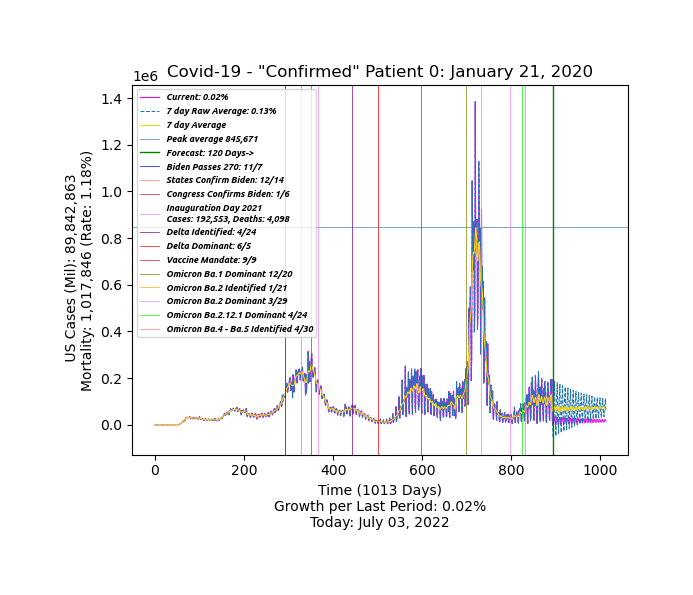 Covid-19 - "Confirmed" Patient 0: January 21, 2020
1e6
1.4
1.2
1.0
0.8
0.6
0.4
0.2
0.0
US Cases (Mil): 89,842,863
Mortality: 1,017,846 (Rate: 1.18%)
Current: 0.02%
7 day Raw Average: 0.13%
7 day Average
Peak average 845,671
Forecast: 120 Days->
Biden Passes 270: 11/7
States Confirm Biden: 12/14
Congress Confirms Biden: 1/6
Inauguration Day 2021
Cases: 192,553, Deaths: 4,098
Delta Identified: 4/24
Delta Dominant: 6/5
Vaccine Mandate: 9/9
Omicron Ba.1 Dominant 12/20
Omicron Ba.2 Identified 1/21
Omicron Ba.2 Dominant 3/29
Omicron Ba.2.12.1 Dominant 4/24
Omicron Ba.4 - Ba.5 Identified 4/30
0 200 400 600 800 1000
Time (1013 Days)
Growth per Last Period: 0.02%
Today: July 03, 2022